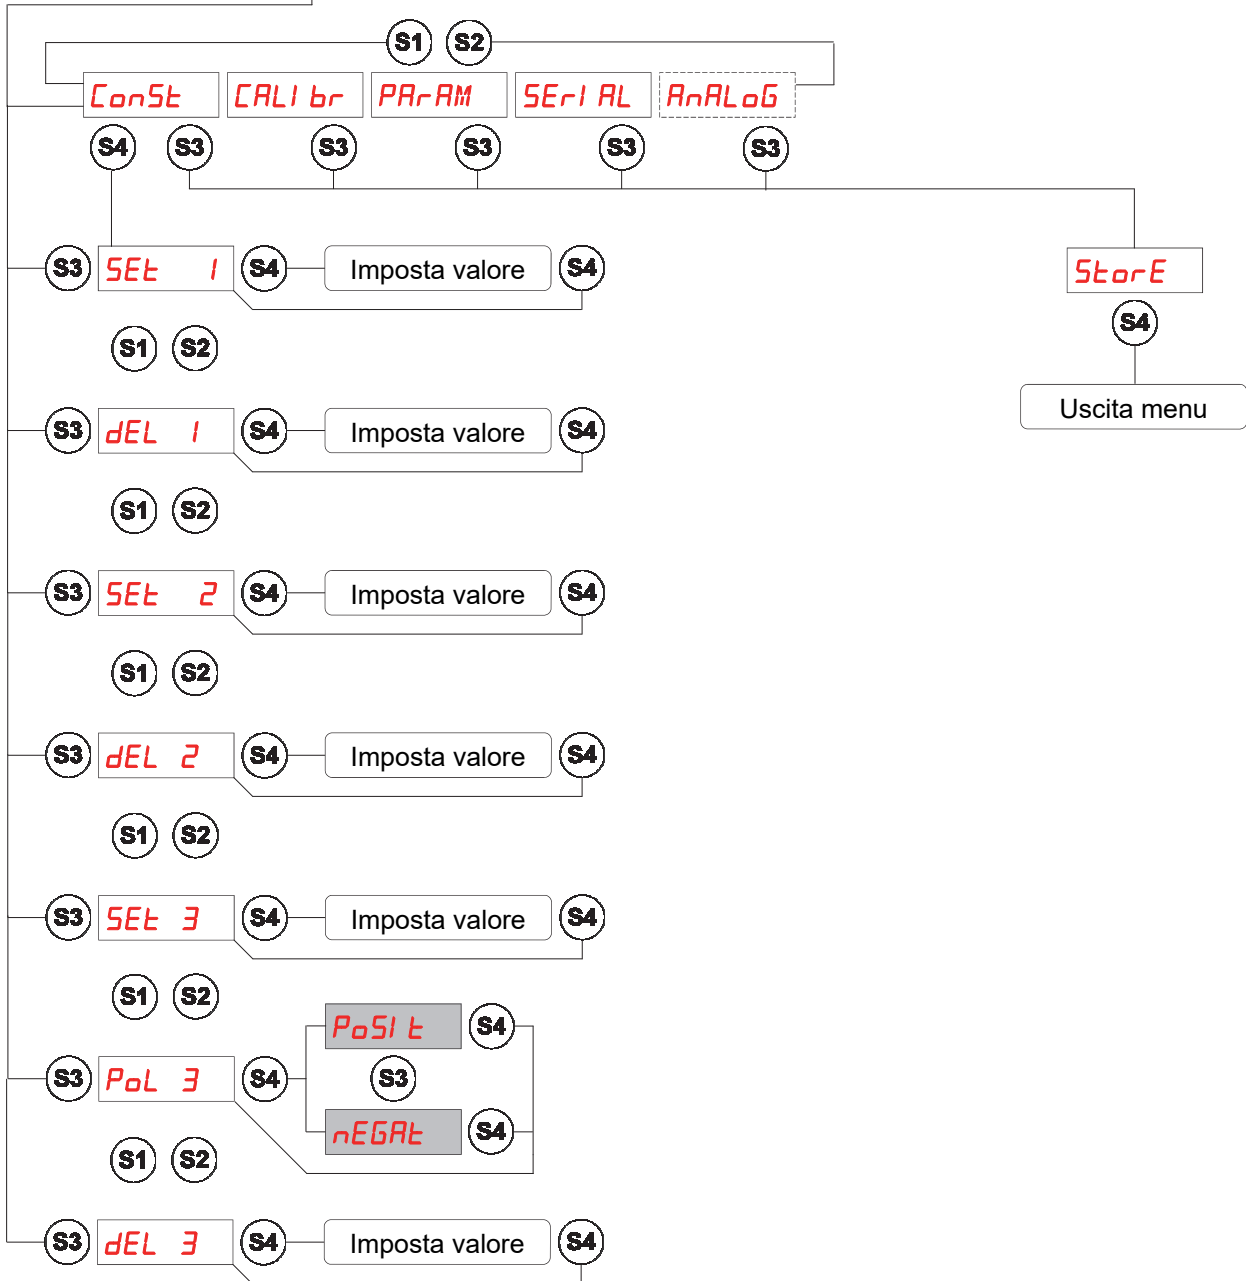 S1 S2
ConSt CALIbr PArAM SErIAL AnALoG
S4 S3 S3 S3 S3 S3
S3 SEt 1 S4 Imposta valore S4 StorE
S1 S2 S4
Uscita menu
S3 dEL 1 S4 Imposta valore S4
S1 S2
S3 SEt 2 S4 Imposta valore S4
S1 S2
S3 dEL 2 S4 Imposta valore S4
S1 S2
S3 SEt 3 S4 Imposta valore S4
S1 S2
PoSIt S4
S3 PoL 3 S4 S3
nEGAt S4
S1 S2
S3 dEL 3 S4 Imposta valore S4